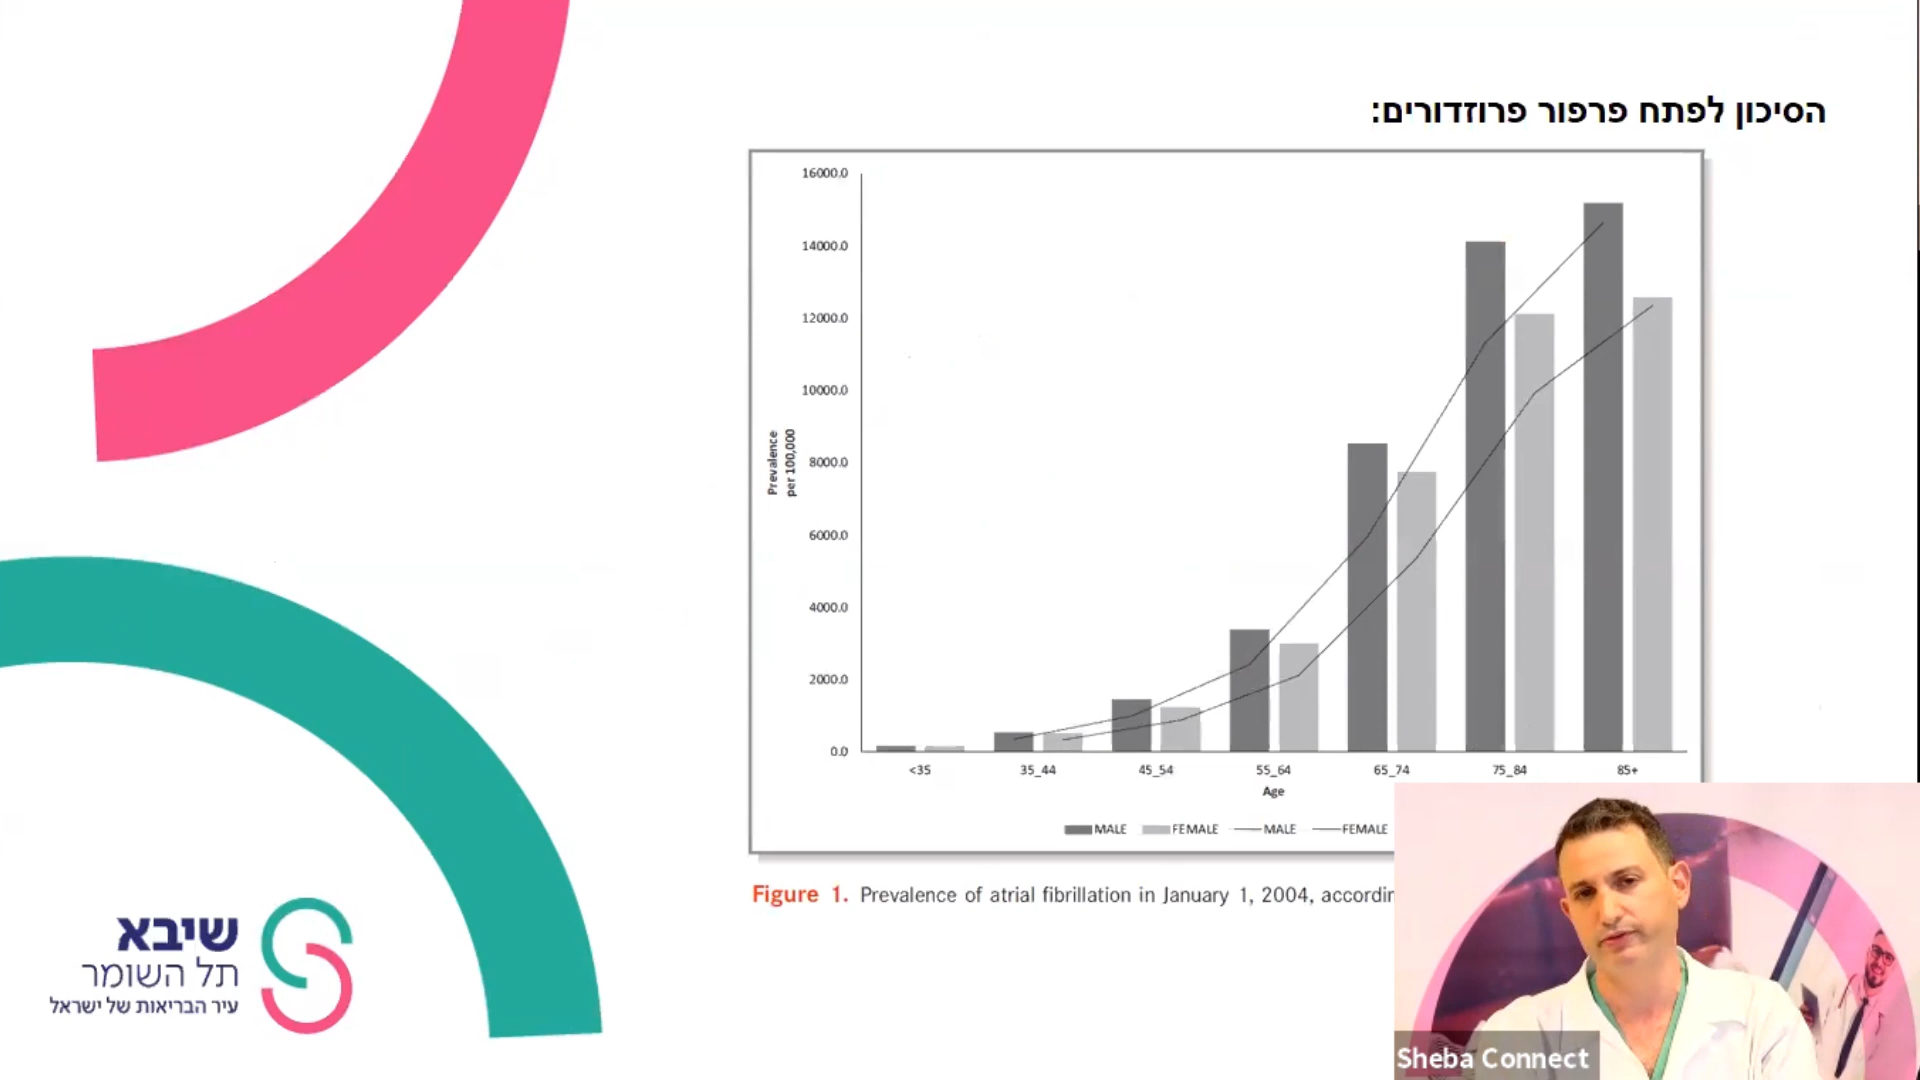 הסיכון לפתח פרפור פרוזדורים:
16000.0
14000.0
12000.0
10000.0
8000.0
6000.0
4000.0
2000.0
0.0
Prevalence
per 100,000
<35 35_44 45_54 55_64 65_74 75_84 85+
Age
MALE FEMALE MALE FEMALE
Figure 1. Prevalence of atrial fibrillation in January 1, 2004, accordin
שיבא
תל השומר
עיר הבריאות של ישראל
Sheba Connect